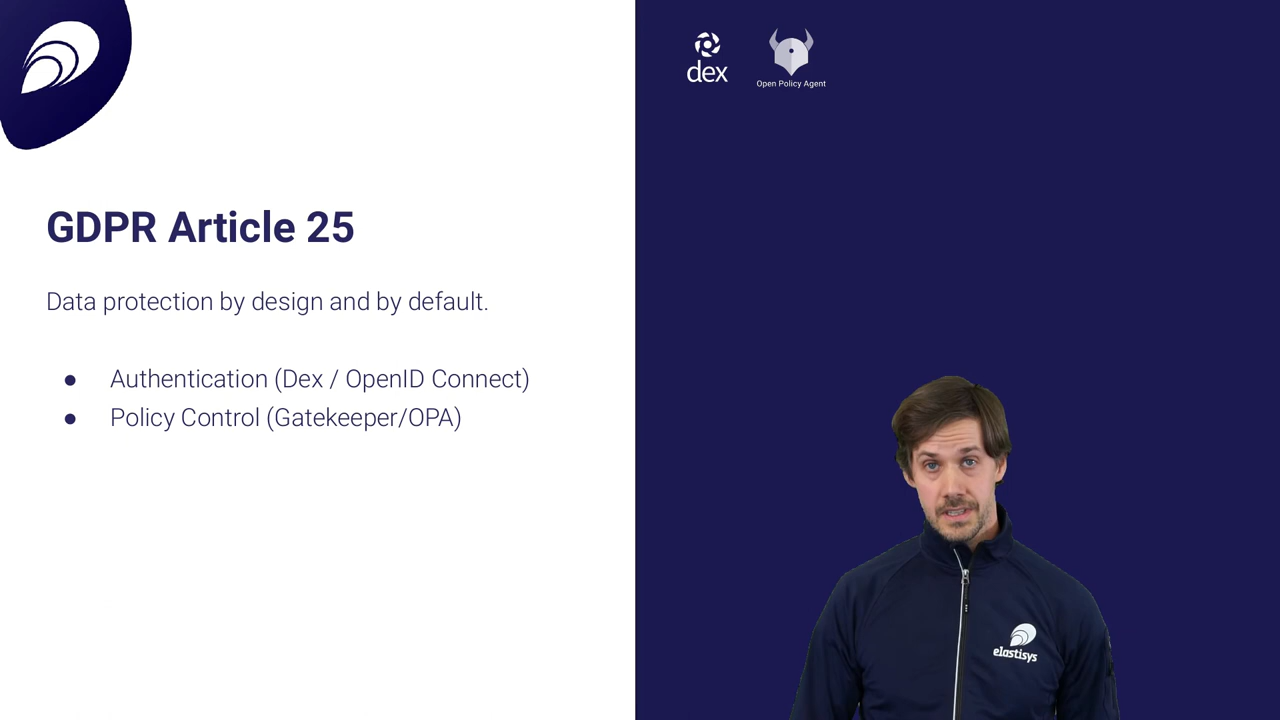 dex
Open Policy Agent
GDPR Article 25
Data protection by design and by default.
● Authentication (Dex / OpenID Connect)
● Policy Control (Gatekeeper/OPA)
elastisys